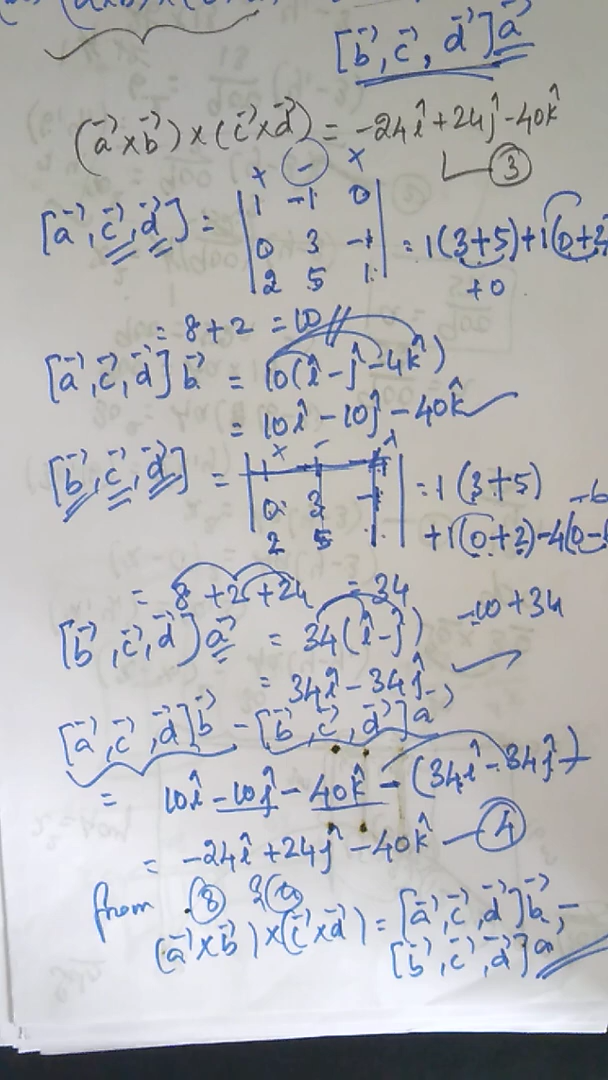 [b⃗, c⃗, d⃗]a⃗
(a⃗×b⃗)×(c⃗×d⃗) = -24î+24ĵ-40k̂
③
[a⃗, c⃗, d⃗] = | 1 -1 0 | = 1(3+5)+1(0+2
| 0 3 -1 | +0
| 2 5 1 |
= 8+2 = 10 //
[a⃗, c⃗, d⃗] b⃗ = 10(î-ĵ-4k̂)
= 10î-10ĵ-40k̂
[b⃗, c⃗, d⃗] = | 0 3 | = 1(3+5)
| 2 5 1 | +1(0+2)-4(0-6
= 8+2+24 = 34
[b⃗, c⃗, d⃗)a⃗ = 34(î-ĵ) -10+34
= 34î-34ĵ
[a⃗, c⃗, d⃗]b⃗ - [b⃗, c⃗, d⃗]a⃗
= 10î-10ĵ-40k̂-(34î-34ĵ)
= -24î+24ĵ-40k̂ — ④
from ③
(a⃗×b⃗)×(c⃗×d⃗) = [a⃗, c⃗, d⃗]b⃗ -
[b⃗, c⃗, d⃗]a⃗